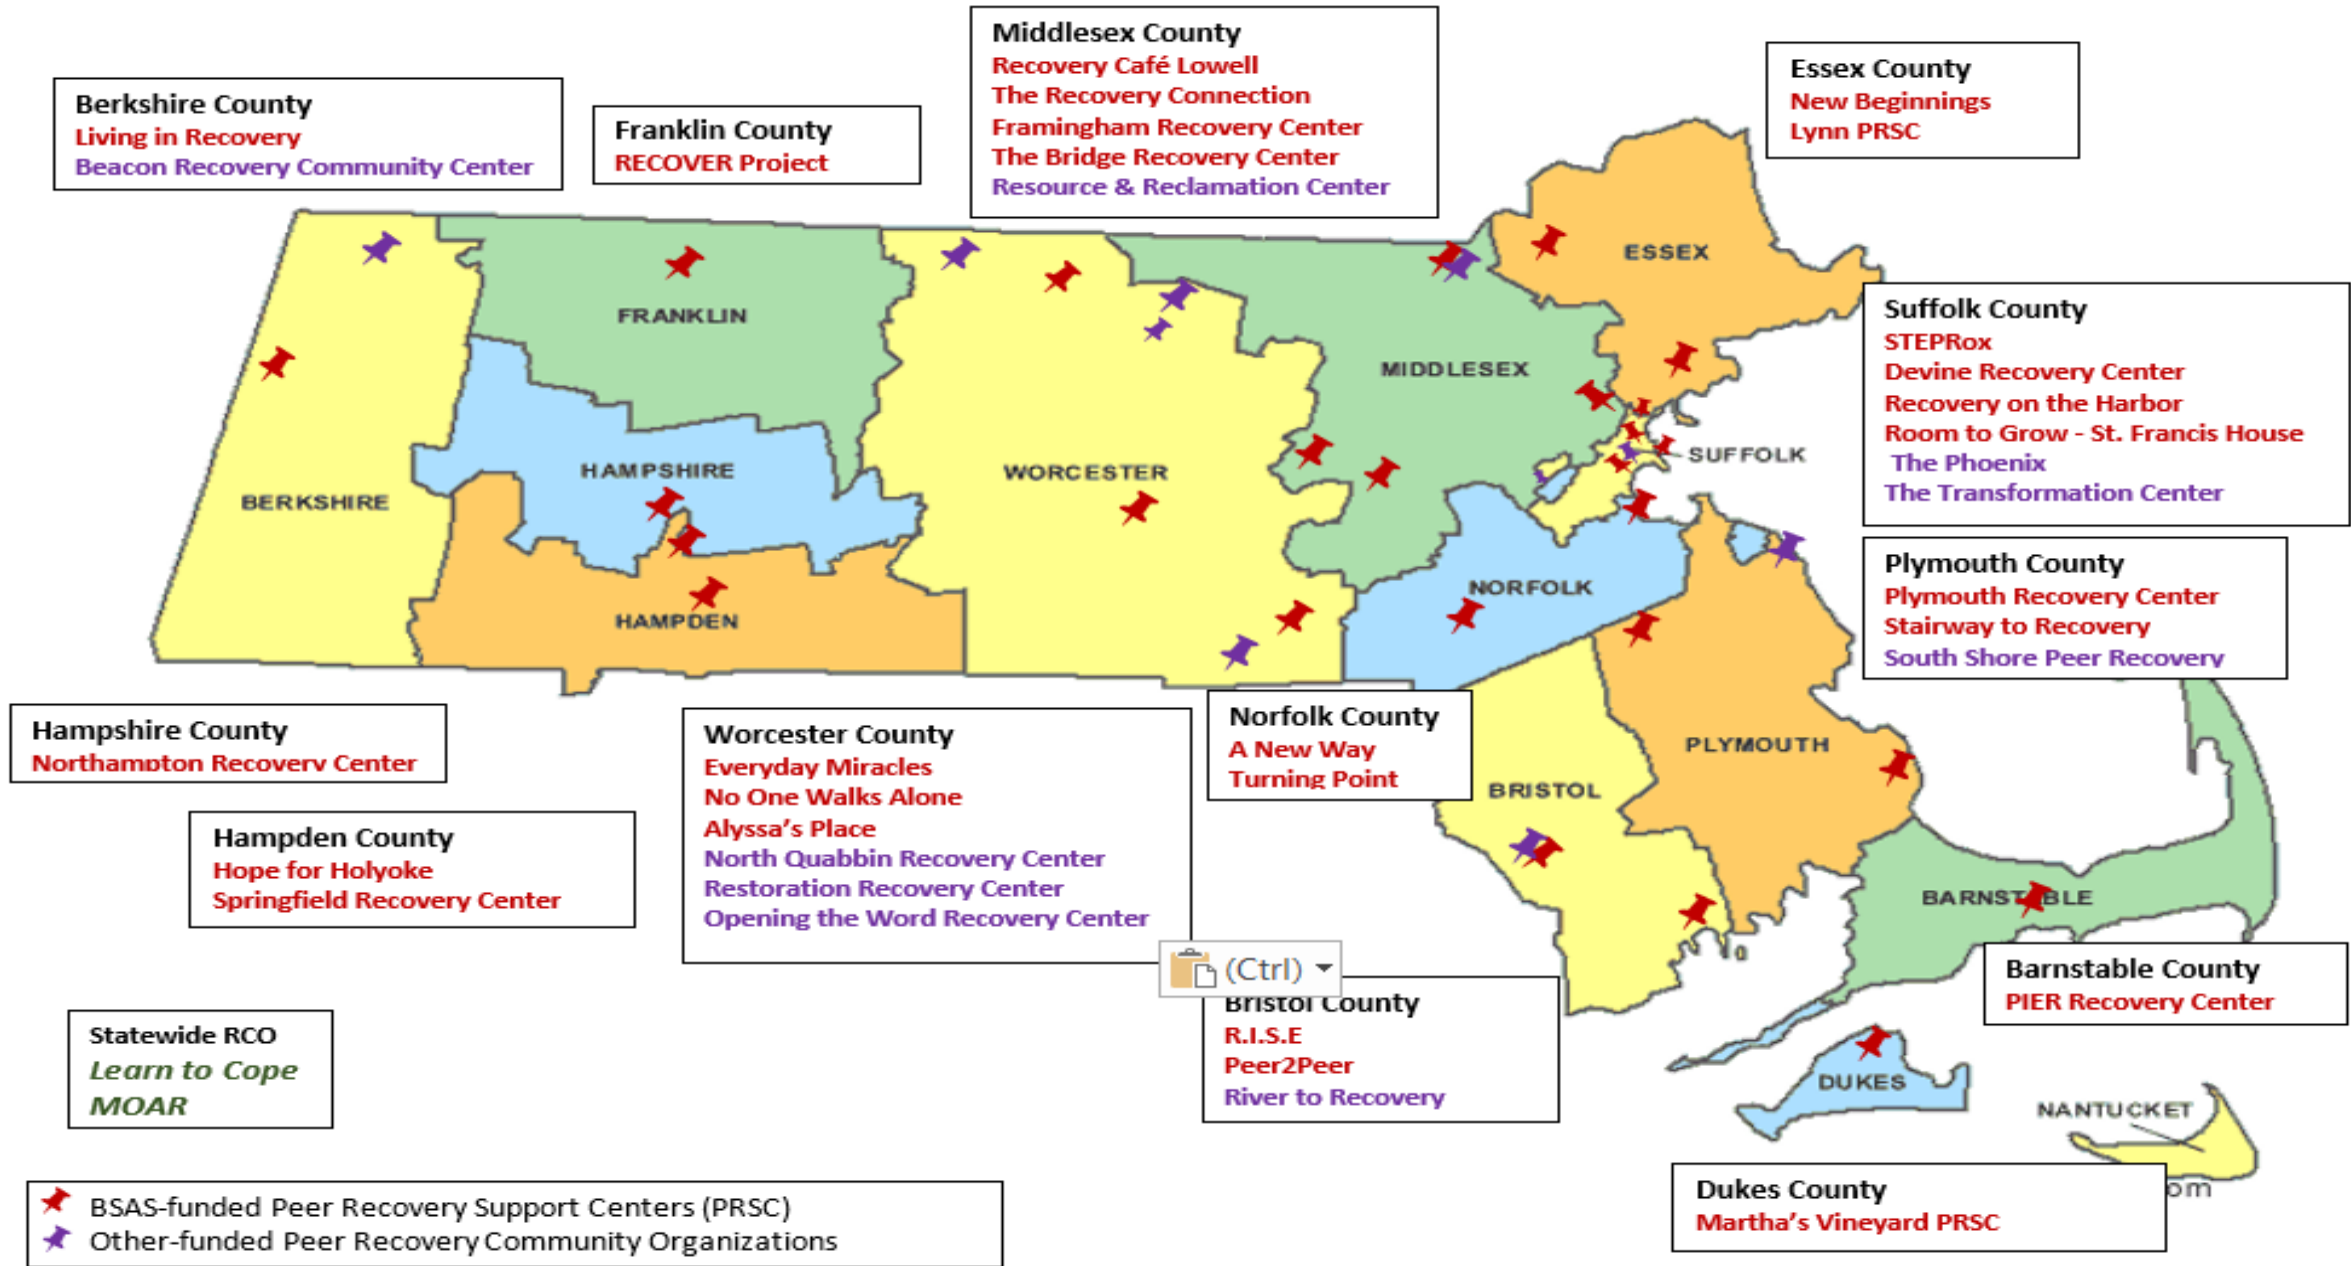 Berkshire County
Living in Recovery
Beacon Recovery Community Center
Franklin County
RECOVER Project
Middlesex County
Recovery Café Lowell
The Recovery Connection
Framingham Recovery Center
The Bridge Recovery Center
Resource & Reclamation Center
Essex County
New Beginnings
Lynn PRSC
Suffolk County
STEPRox
Devine Recovery Center
Recovery on the Harbor
Room to Grow - St. Francis House
The Phoenix
The Transformation Center
Plymouth County
Plymouth Recovery Center
Stairway to Recovery
South Shore Peer Recovery
ESSEX
FRANKLIN
MIDDLESEX
SUFFOLK
HAMPSHIRE
WORCESTER
BERKSHIRE
NORFOLK
HAMPDEN
PLYMOUTH
BRISTOL
BARNSTABLE
DUKES
NANTUCKET
Hampshire County
Northampton Recovery Center
Hampden County
Hope for Holyoke
Springfield Recovery Center
Worcester County
Everyday Miracles
No One Walks Alone
Alyssa's Place
North Quabbin Recovery Center
Restoration Recovery Center
Opening the Word Recovery Center
Norfolk County
A New Way
Turning Point
(Ctrl)
Bristol County
R.I.S.E
Peer2Peer
River to Recovery
Barnstable County
PIER Recovery Center
Statewide RCO
Learn to Cope
MOAR
om
Dukes County
Martha's Vineyard PRSC
BSAS-funded Peer Recovery Support Centers (PRSC)
Other-funded Peer Recovery Community Organizations